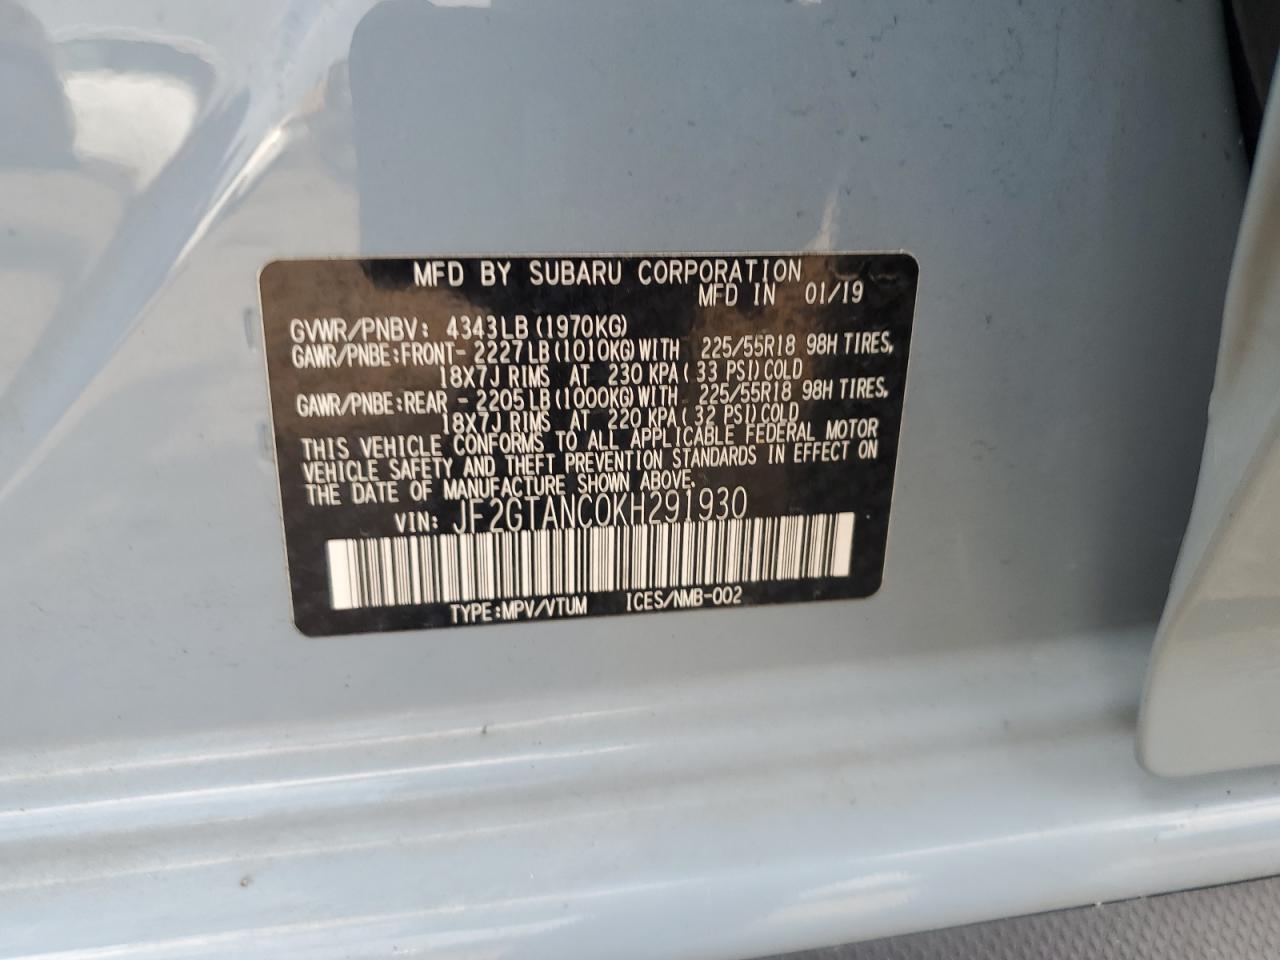 MFD BY SUBARU CORPORATION
MFD IN 01/19
GVWR/PNBV: 4343LB(1970KG)
GAWR/PNBE:FRONT- 2227LB(1010KG)WITH 225/55R18 98H TIRES,
18X7J RIMS AT 230 KPA( 33 PSI)COLD
GAWR/PNBE:REAR - 2205LB(1000KG)WITH 225/55R18 98H TIRES,
18X7J RIMS AT 220 KPA( 32 PSI)COLD
THIS VEHICLE CONFORMS TO ALL APPLICABLE FEDERAL MOTOR
VEHICLE SAFETY AND THEFT PREVENTION STANDARDS IN EFFECT ON
THE DATE OF MANUFACTURE SHOWN ABOVE.
VIN: JF2GTANC0KH291930
TYPE:MPV/VTUM ICES/NMB-002